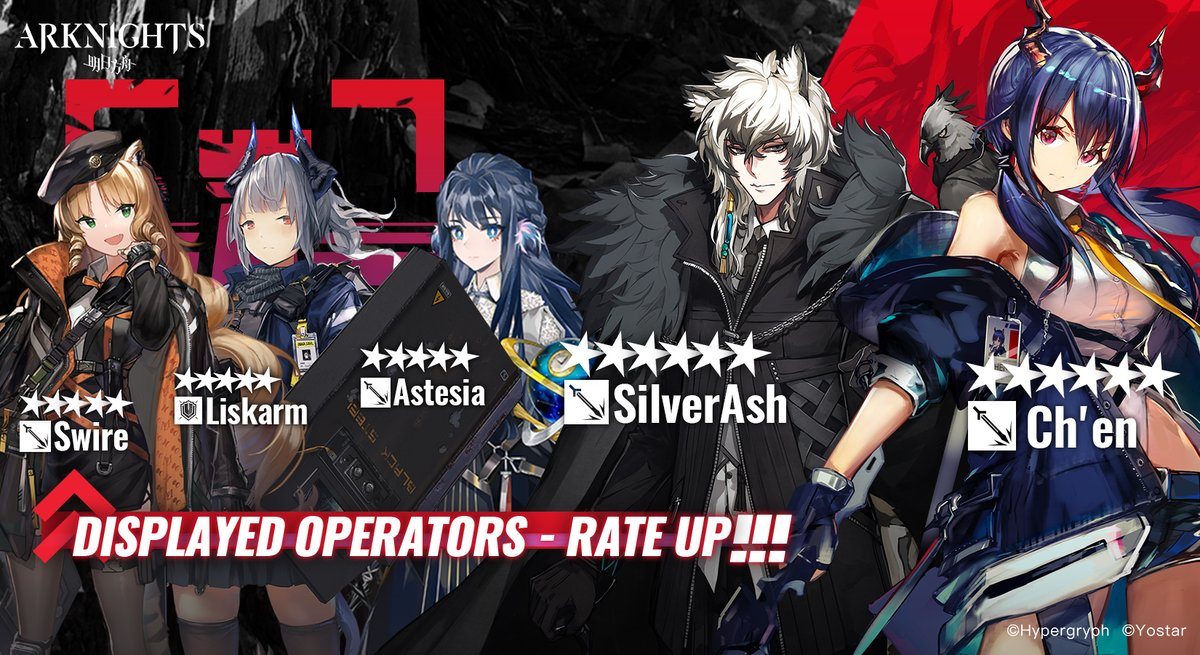 ARKNIGHTS
明日方舟
★★★★★
Swire
★★★★★
Liskarm
★★★★★
Astesia
★★★★★★
SilverAsh
★★★★★★
Ch'en
DISPLAYED OPERATORS - RATE UP!!!
©Hypergryph ©Yostar